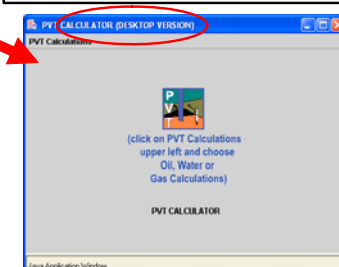 PVT CALCULATOR (DESKTOP VERSION)
PVT Calculations
P
V
T
(click on PVT Calculations
upper left and choose
Oil, Water or
Gas Calculations)
PVT CALCULATOR
Java Application Window